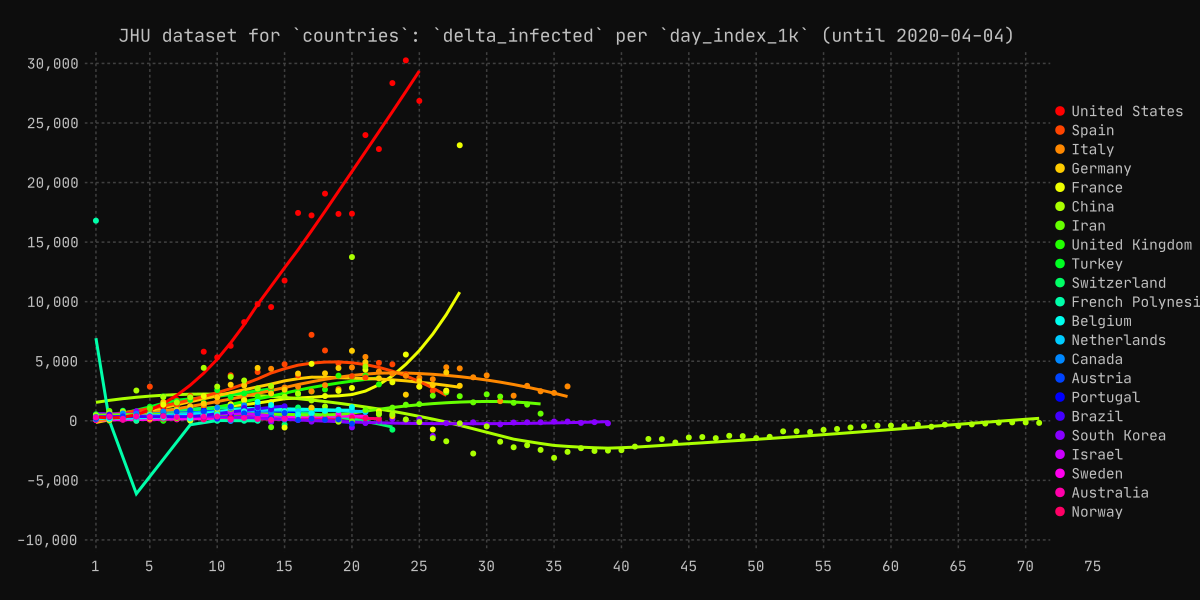 JHU dataset for `countries`: `delta_infected` per `day_index_1k` (until 2020-04-04)
30,000
25,000
20,000
15,000
10,000
5,000
0
-5,000
-10,000
1 5 10 15 20 25 30 35 40 45 50 55 60 65 70 75
United States
Spain
Italy
Germany
France
China
Iran
United Kingdom
Turkey
Switzerland
French Polynesi
Belgium
Netherlands
Canada
Austria
Portugal
Brazil
South Korea
Israel
Sweden
Australia
Norway